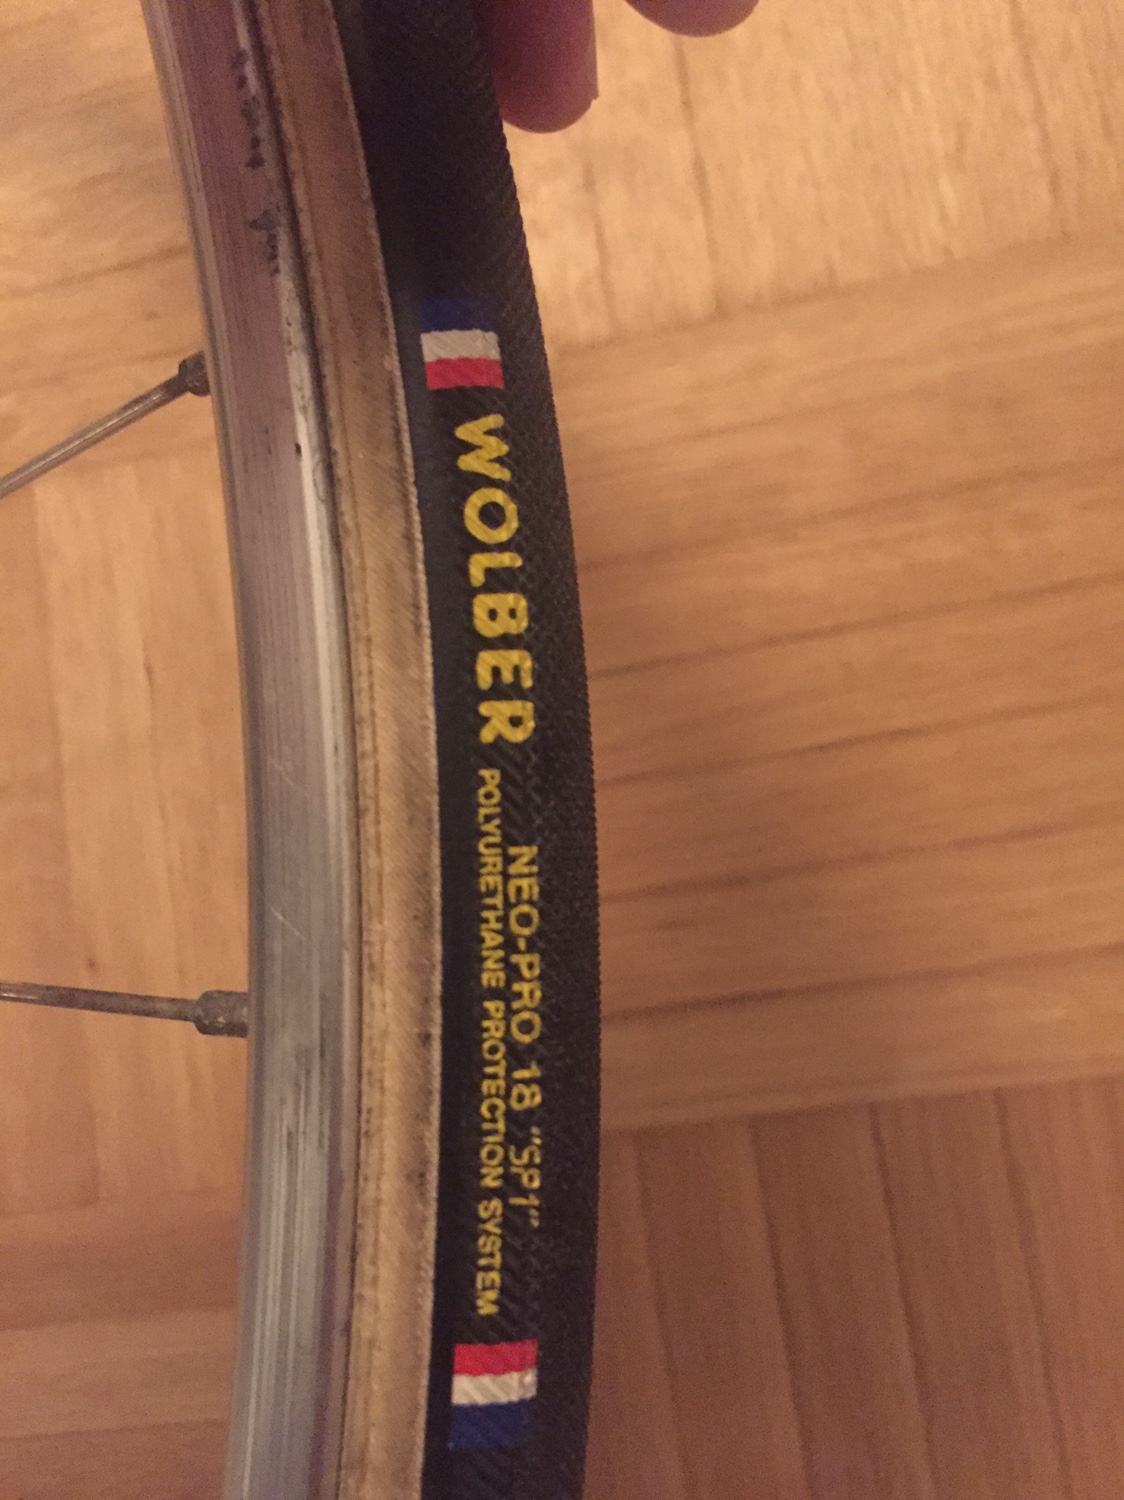 WOLBER
NEO-PRO 18 "SP1"
POLYURETHANE PROTECTION SYSTEM